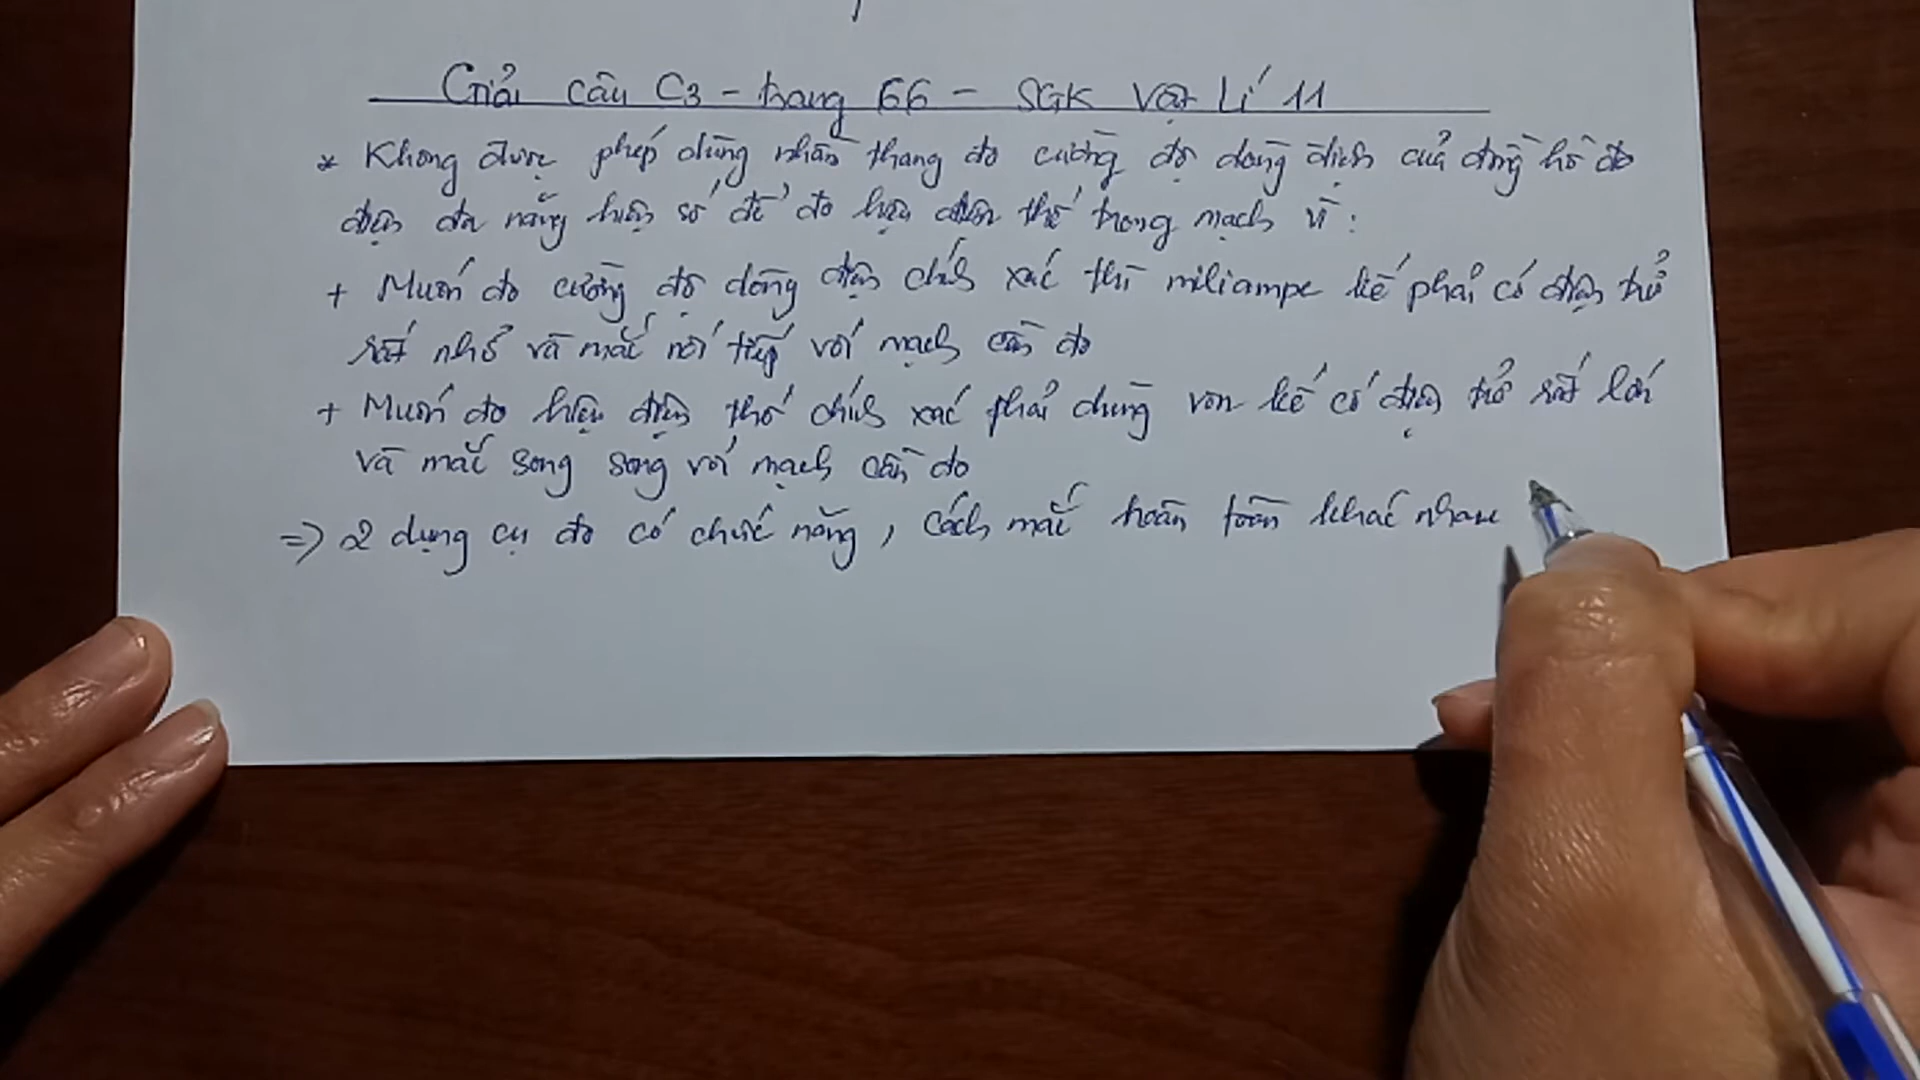 Giải câu C3 - trang 66 - SGK Vật Lí 11
* Không được phép dùng nhầm thang đo cường độ dòng điện của đồng hồ đo
điện đa năng hiện số để đo hiệu điện thế trong mạch vì:
+ Muốn đo cường độ dòng điện chính xác thì miliampe kế phải có điện trở
rất nhỏ và mắc nối tiếp với mạch cần đo
+ Muốn đo hiệu điện thế chính xác phải dùng vôn kế có điện trở rất lớn
và mắc song song với mạch cần đo
=> 2 dụng cụ đo có chức năng, cách mắc hoàn toàn khác nhau